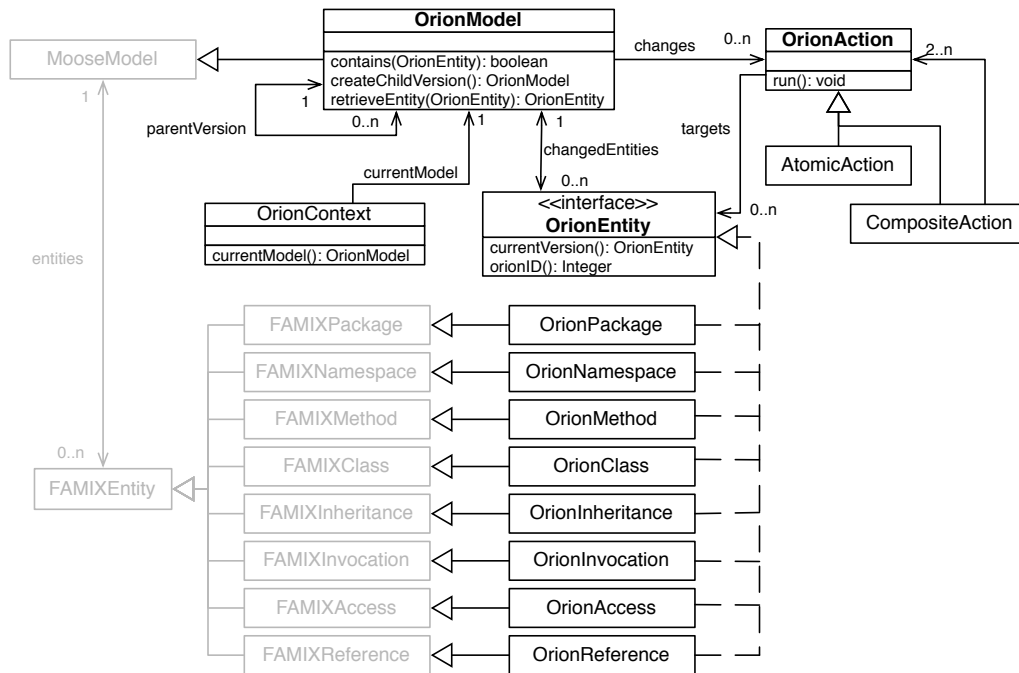 OrionModel
contains(OrionEntity): boolean
createChildVersion(): OrionModel
retrieveEntity(OrionEntity): OrionEntity
MooseModel
changes
0..n
OrionAction
run(): void
2..n
1
1
parentVersion
0..n
1
1
changedEntities
targets
AtomicAction
currentModel
0..n
OrionContext
currentModel(): OrionModel
<<interface>>
OrionEntity
currentVersion(): OrionEntity
orionID(): Integer
0..n
CompositeAction
entities
FAMIXPackage
OrionPackage
FAMIXNamespace
OrionNamespace
FAMIXMethod
OrionMethod
0..n
FAMIXEntity
FAMIXClass
OrionClass
FAMIXInheritance
OrionInheritance
FAMIXInvocation
OrionInvocation
FAMIXAccess
OrionAccess
FAMIXReference
OrionReference